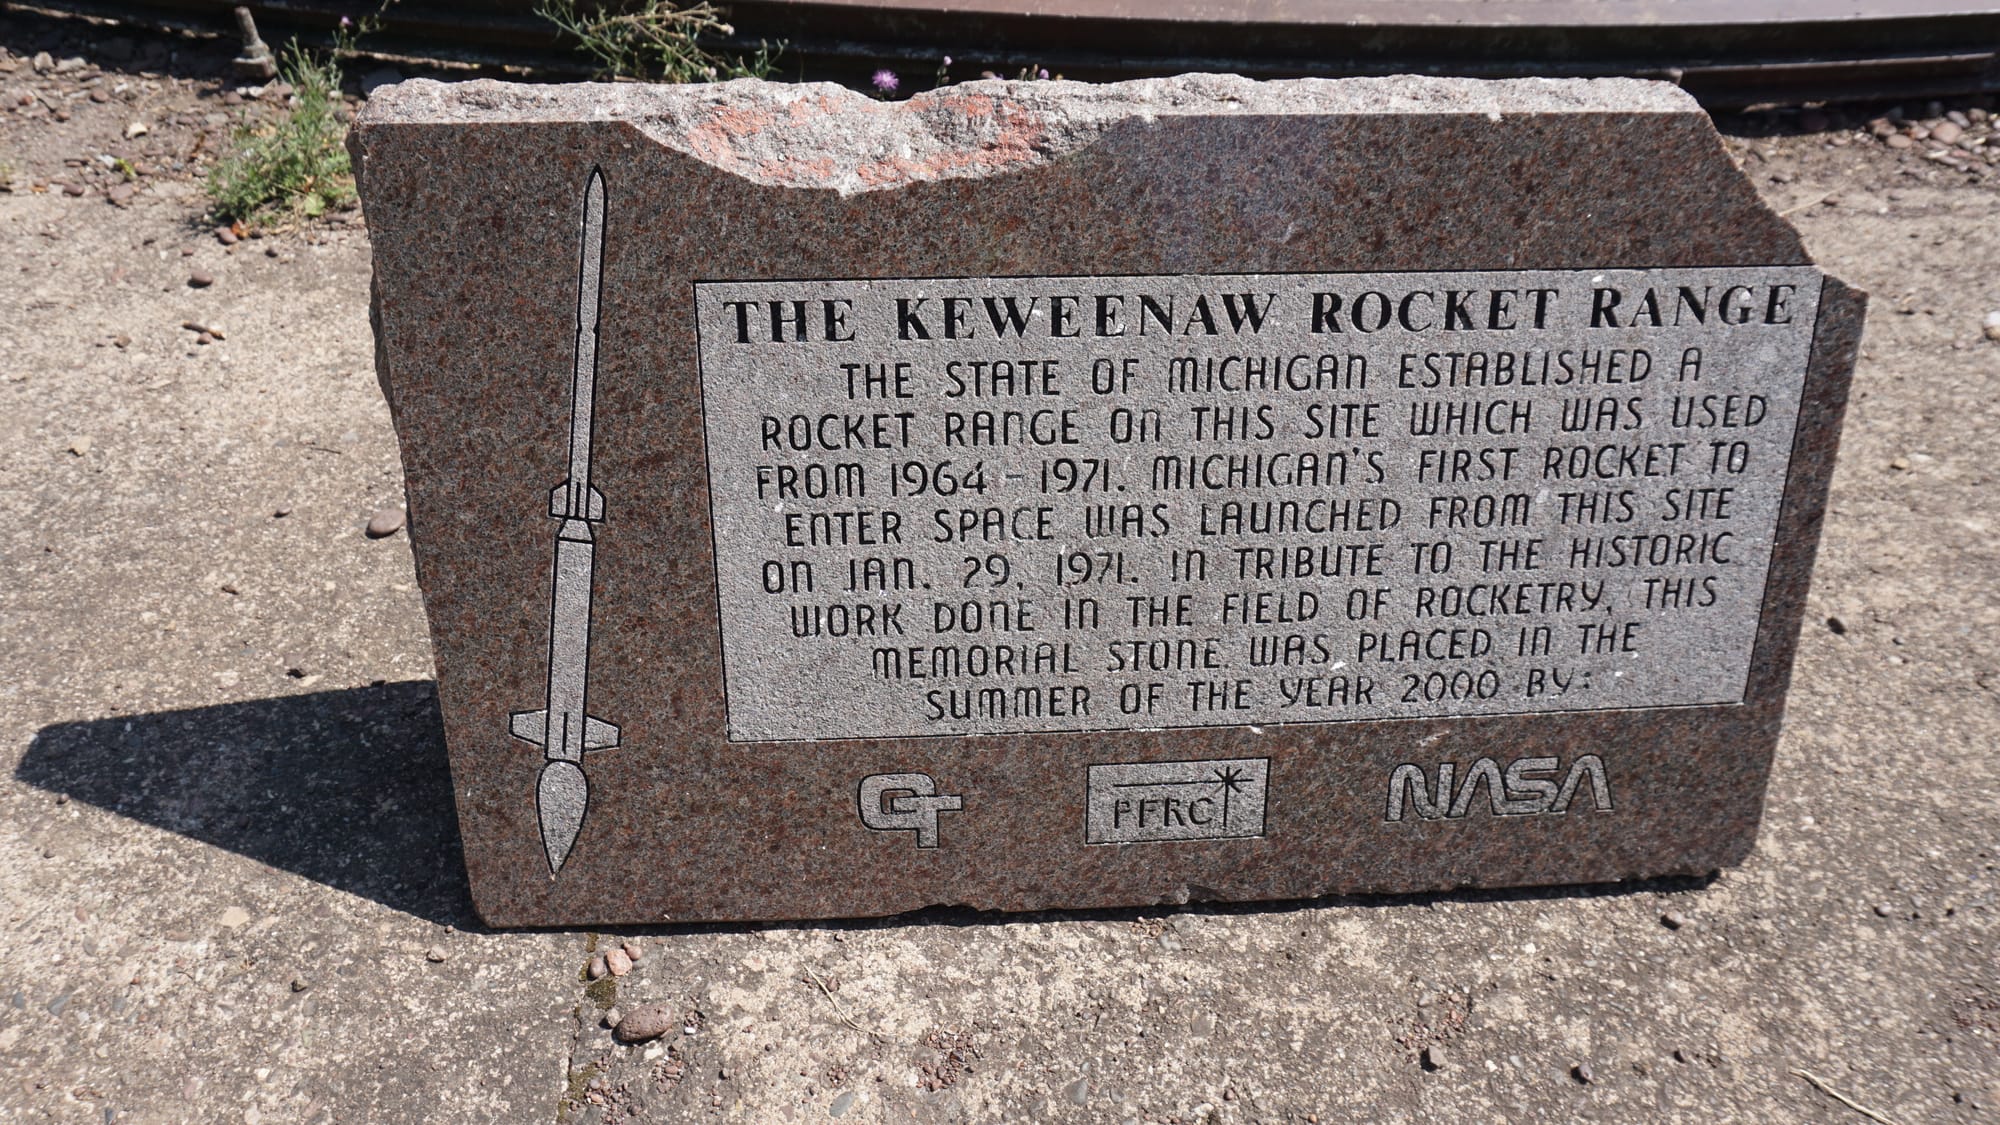 THE KEWEENAW ROCKET RANGE
THE STATE OF MICHIGAN ESTABLISHED A
ROCKET RANGE ON THIS SITE WHICH WAS USED
FROM 1964 - 1971. MICHIGAN'S FIRST ROCKET TO
ENTER SPACE WAS LAUNCHED FROM THIS SITE
ON JAN. 29, 1971. IN TRIBUTE TO THE HISTORIC
WORK DONE IN THE FIELD OF ROCKETRY, THIS
MEMORIAL STONE WAS PLACED IN THE
SUMMER OF THE YEAR 2000 BY:
CT PFRC NASA